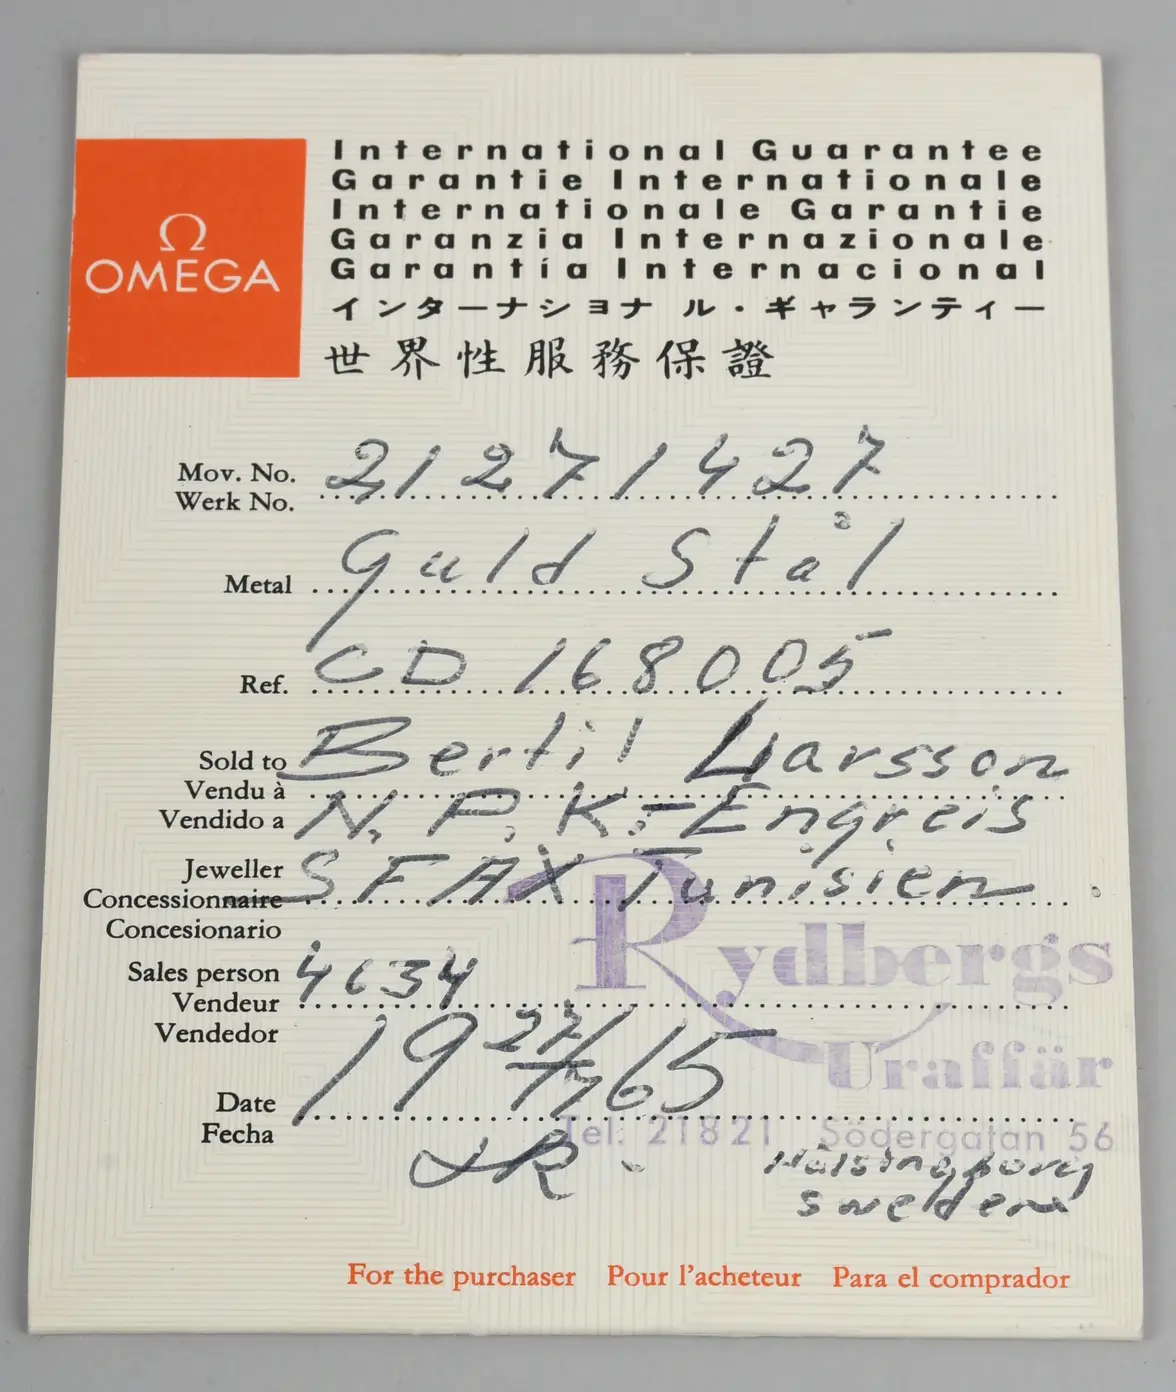 Ω
OMEGA
International Guarantee
Garantie Internationale
Internationale Garantie
Garanzia Internazionale
Garantía Internacional
インターナショナル・ギャランティー
世界性服務保證
Mov. No. 21271427
Werk No.
Metal Guld Stål
Ref. CD 168005
Sold to Bertil Larsson
Vendu à
Vendido a N. P. K. - Engreis
Jeweller SFAX Tunisien
Concessionnaire
Concesionario
Rydbergs
Sales person 4634
Vendeur
Vendedor
Uraffär
Date 19 27/ 65
Fecha
Tel. 21821 Södergatan 56
JR. Hälsingborg
Sweden
For the purchaser Pour l'acheteur Para el comprador